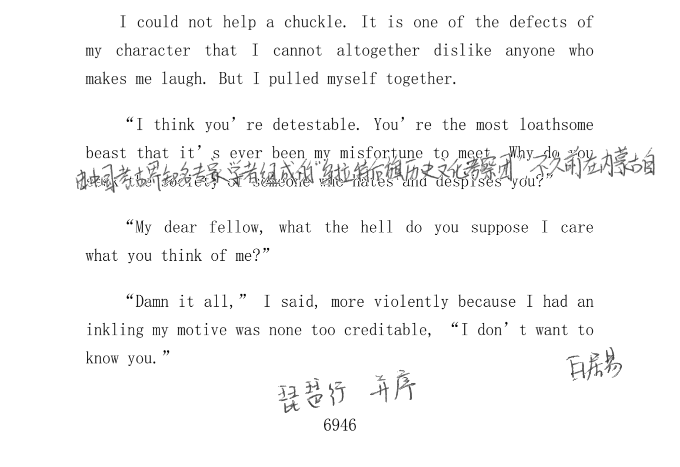 I could not help a chuckle. It is one of the defects of
my character that I cannot altogether dislike anyone who
makes me laugh. But I pulled myself together.
“I think you’re detestable. You’re the most loathsome
beast that it’s ever been my misfortune to meet. Why do you
the society of someone who hates and despises you?”
由中国考古界知名专家、学者组成的“乌拉特后旗历史文化考察团”,不久前在内蒙古自
“My dear fellow, what the hell do you suppose I care
what you think of me?”
“Damn it all,” I said, more violently because I had an
inkling my motive was none too creditable, “I don’t want to
know you.”
白居易
琵琶行 并序
6946